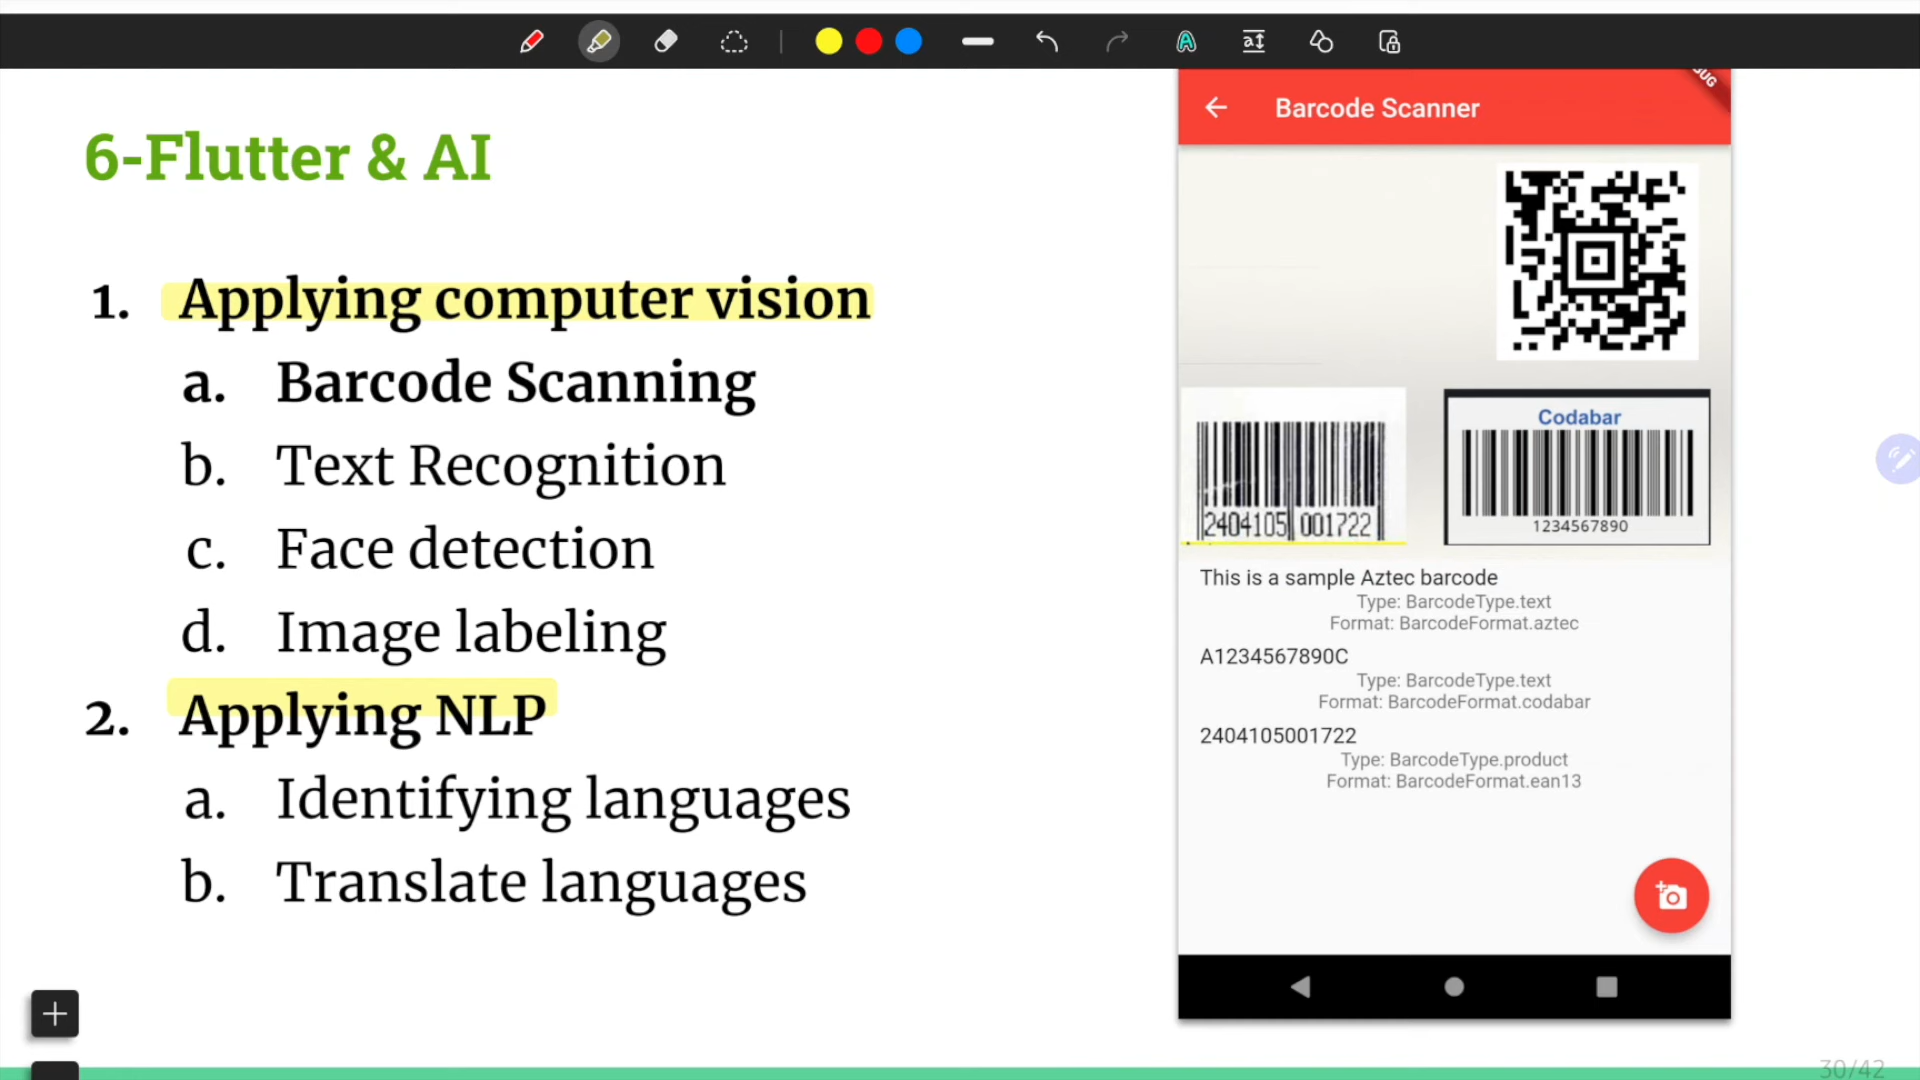 6-Flutter & AI
1. Applying computer vision
a. Barcode Scanning
b. Text Recognition
c. Face detection
d. Image labeling
2. Applying NLP
a. Identifying languages
b. Translate languages
Barcode Scanner
2404105 001722
Codabar
1234567890
This is a sample Aztec barcode
Type: BarcodeType.text
Format: BarcodeFormat.aztec
A1234567890C
Type: BarcodeType.text
Format: BarcodeFormat.codabar
2404105001722
Type: BarcodeType.product
Format: BarcodeFormat.ean13
30/42